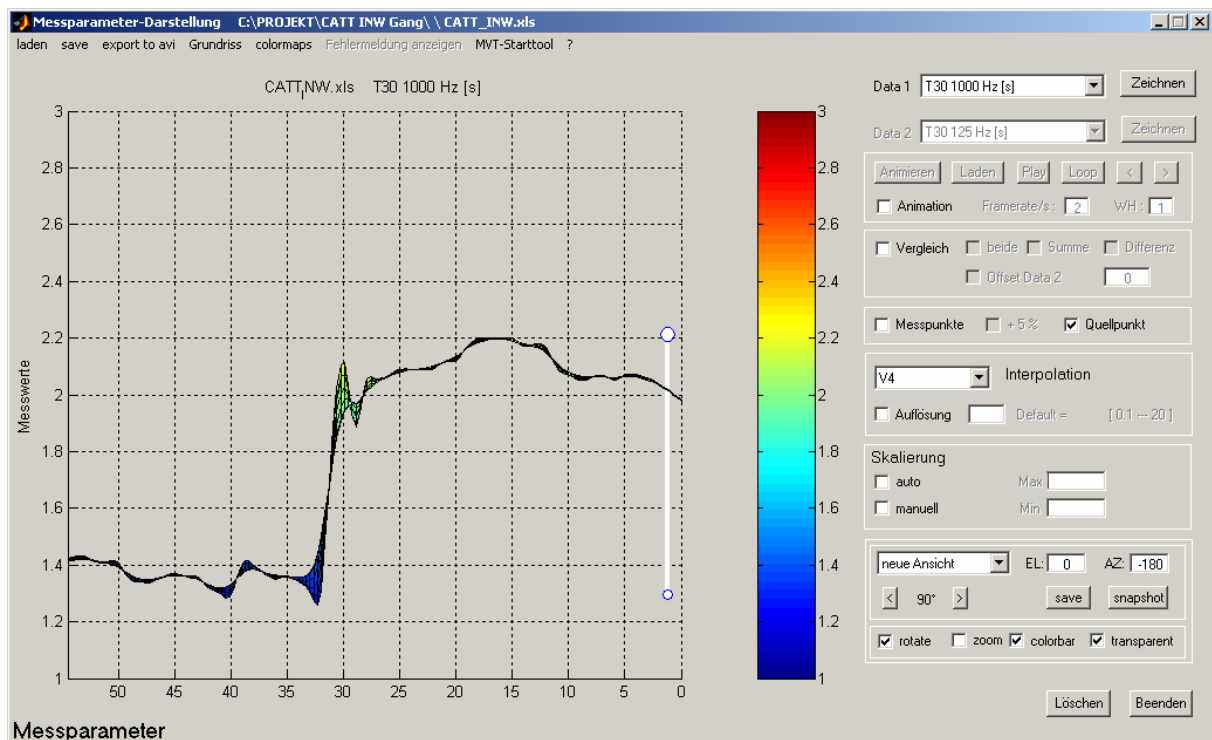 Messparameter-Darstellung C:\PROJEKT\CATT INW Gang\ \ CATT_INW.xls
laden save export to avi Grundriss colormaps Fehlermeldung anzeigen MVT-Starttool ?
CATT_INW.xls T30 1000 Hz [s]
Messwerte
3
2.8
2.6
2.4
2.2
2
1.8
1.6
1.4
1.2
1
50 45 40 35 30 25 20 15 10 5 0
3
2.8
2.6
2.4
2.2
2
1.8
1.6
1.4
1.2
1
Data 1 T30 1000 Hz [s] Zeichnen
Data 2 T30 125 Hz [s] Zeichnen
Animieren Laden Play Loop < >
Animation Framerate/s : 2 WH : 1
Vergleich beide Summe Differenz
Offset Data 2 0
Messpunkte + 5 % Quellpunkt
V4 Interpolation
Auflösung Default = [ 0.1 --- 20 ]
Skalierung
auto Max
manuell Min
neue Ansicht EL: 0 AZ: -180
< 90° > save snapshot
rotate zoom colorbar transparent
Löschen Beenden
Messparameter